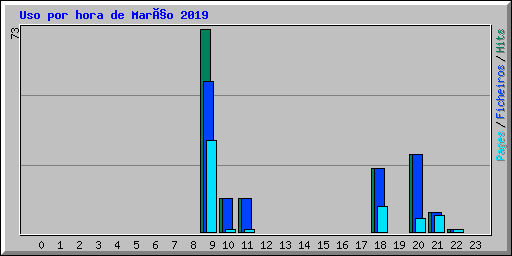 Uso por hora de MarÃ§o 2019
73
Pages / Ficheiros / Hits
0 1 2 3 4 5 6 7 8 9 10 11 12 13 14 15 16 17 18 19 20 21 22 23